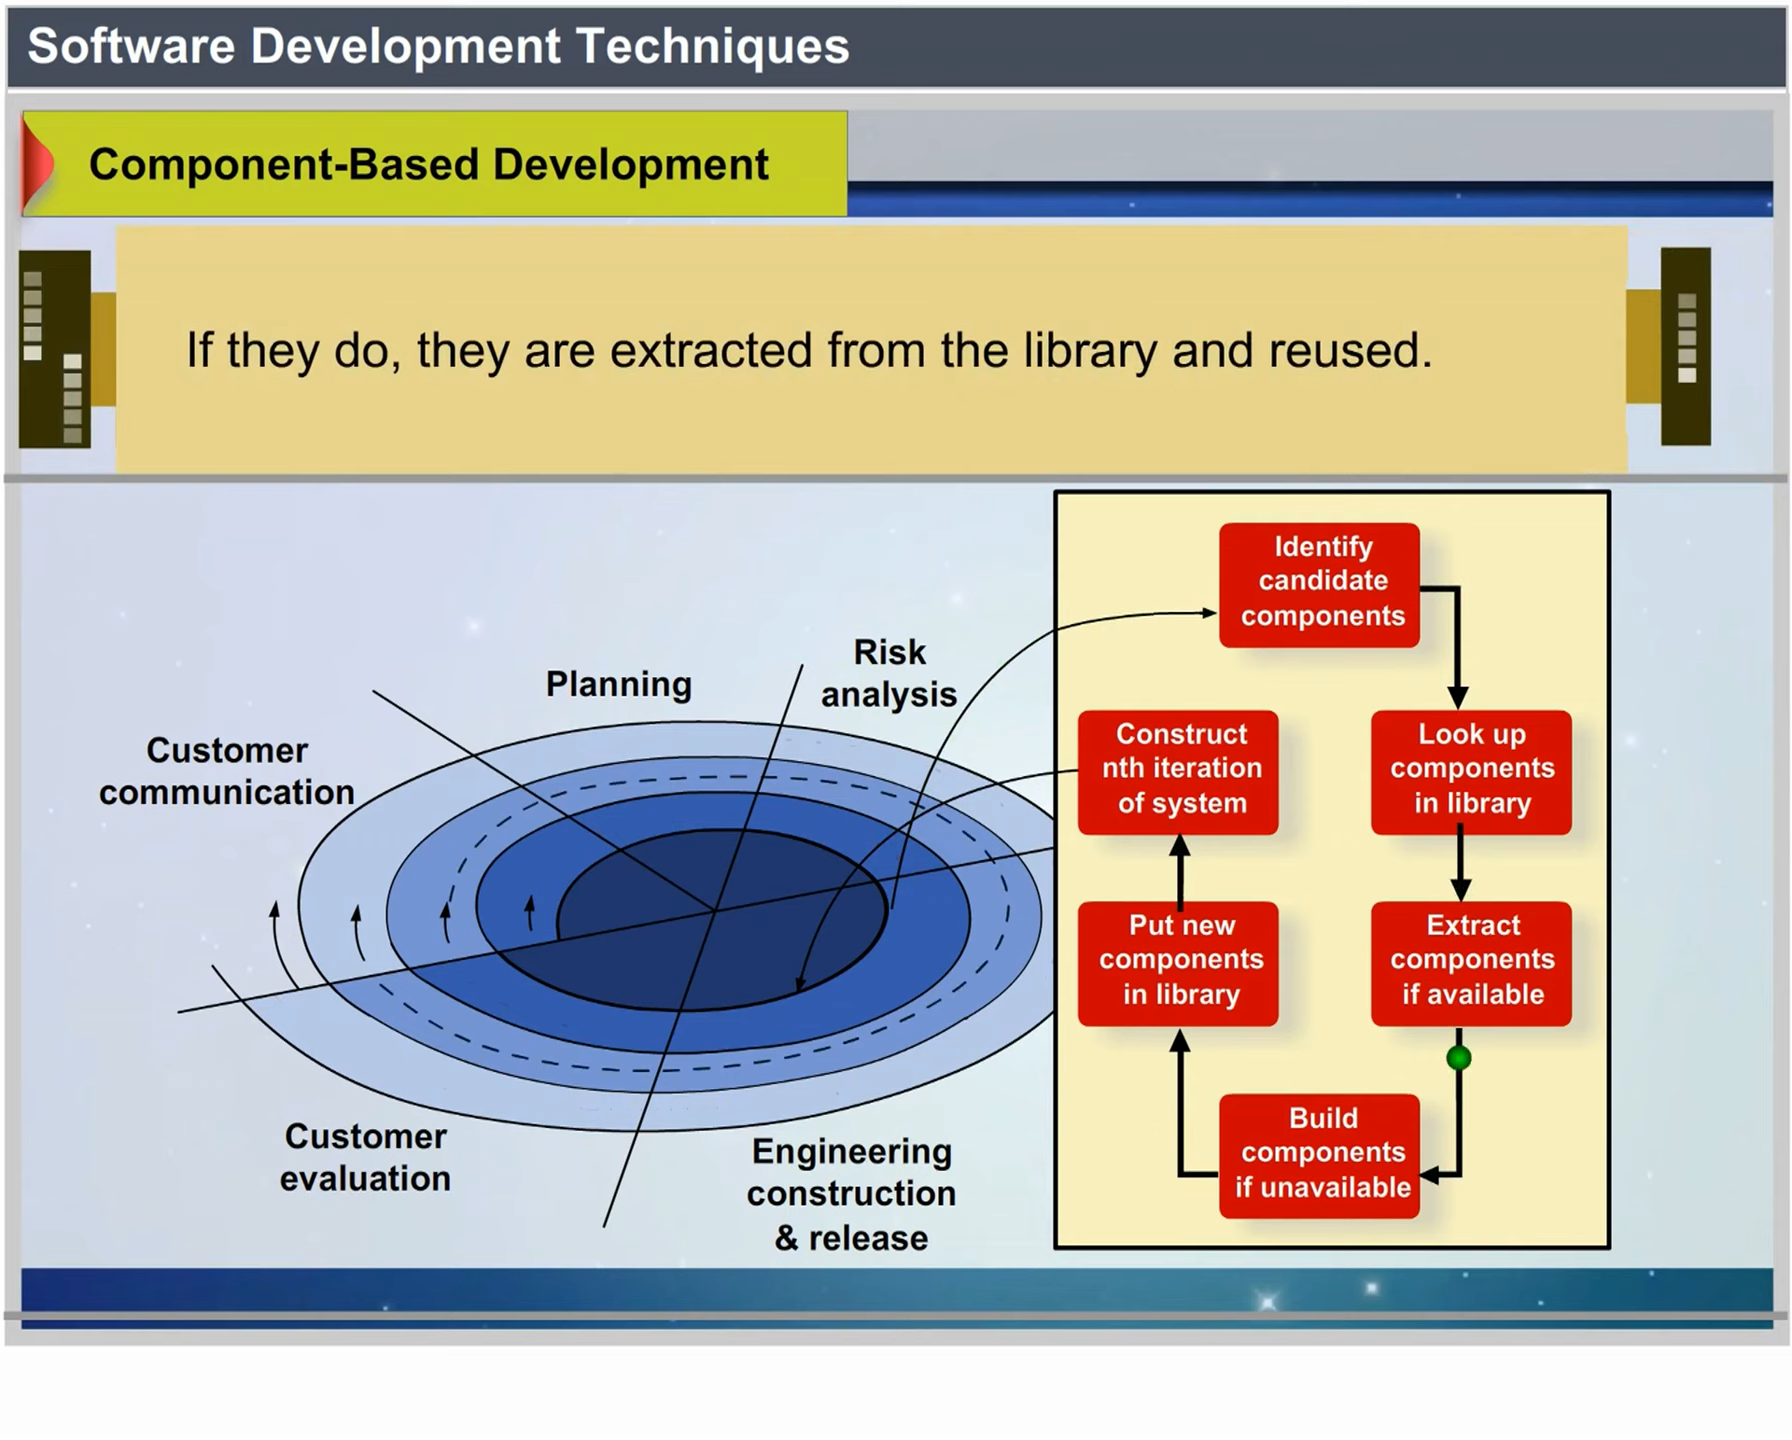 Software Development Techniques
Component-Based Development
If they do, they are extracted from the library and reused.
Planning
Risk
analysis
Customer
communication
Customer
evaluation
Engineering
construction
& release
Identify
candidate
components
Construct
nth iteration
of system
Look up
components
in library
Put new
components
in library
Extract
components
if available
Build
components
if unavailable